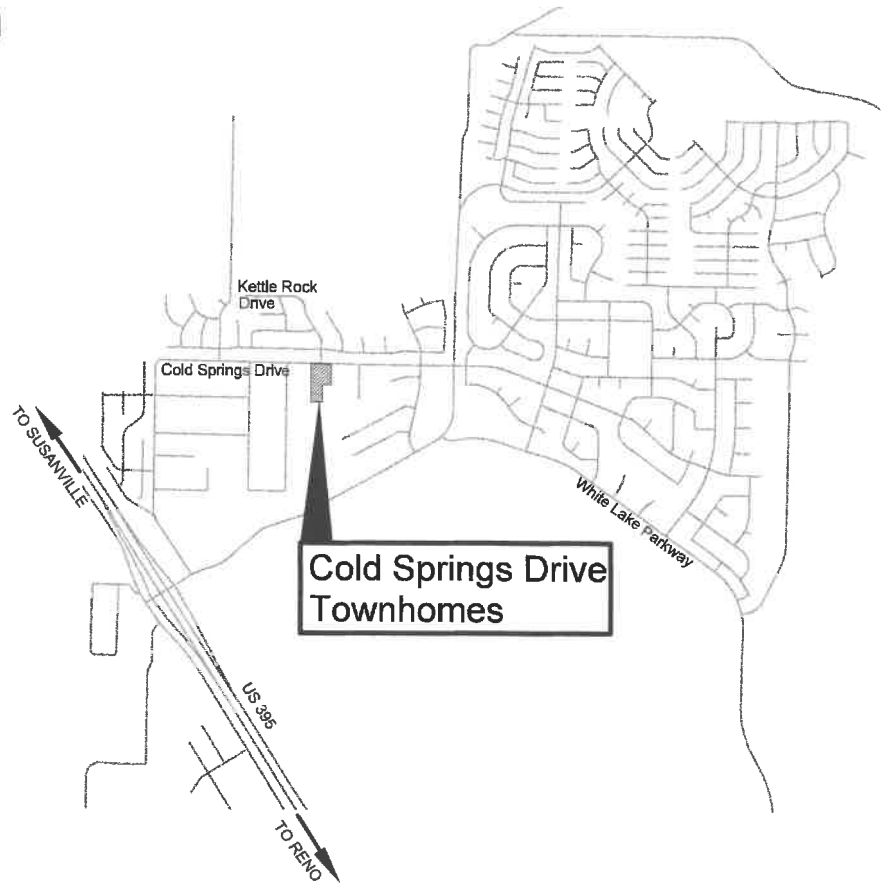 Kettle Rock
Drive
Cold Springs Drive
TO SUSANVILLE
White Lake Parkway
Cold Springs Drive
Townhomes
US 395
TO RENO